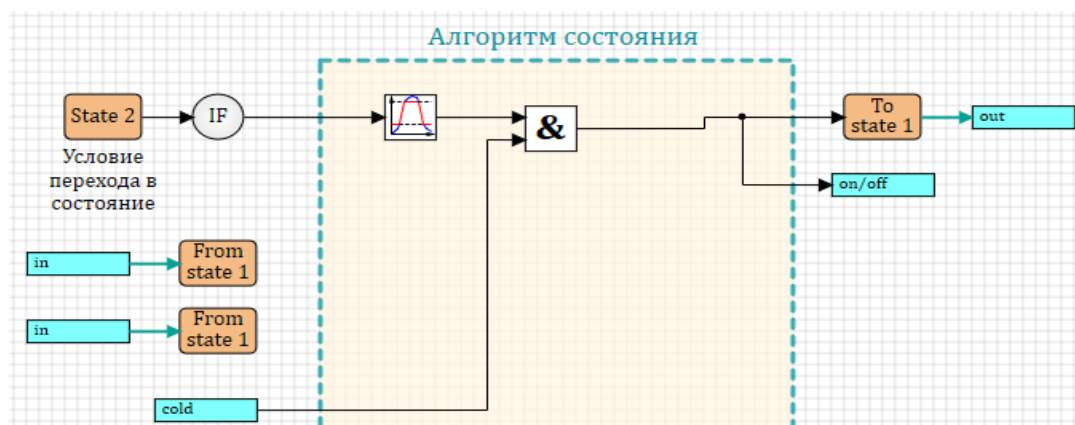 Алгоритм состояния
State 2
IF
&
To
state 1
out
Условие
перехода в
состояние
on/off
in
From
state 1
in
From
state 1
cold